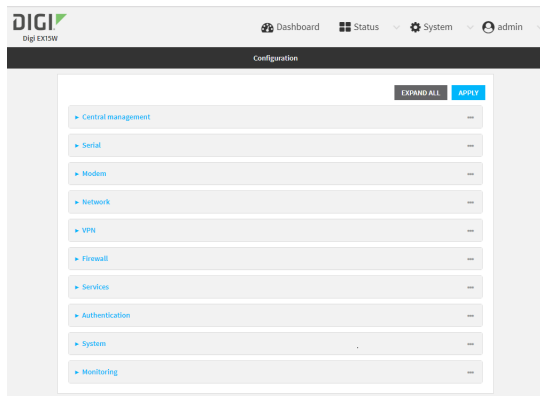 DIGI
Digi EX15W
Dashboard
Status
System
admin
Configuration
EXPAND ALL
APPLY
Central management
Serial
Modem
Network
VPN
Firewall
Services
Authentication
System
Monitoring